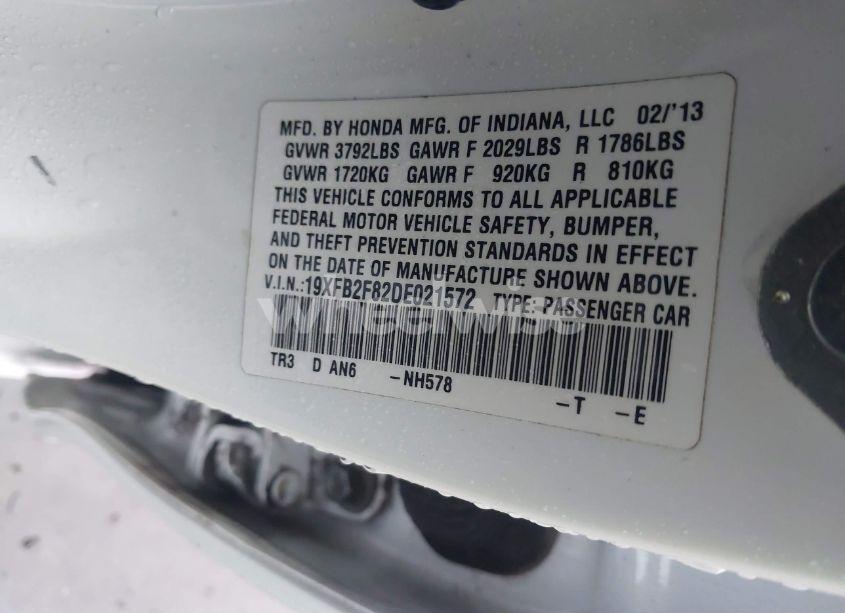 MFD. BY HONDA MFG. OF INDIANA, LLC 02/'13
GVWR 3792LBS GAWR F 2029LBS R 1786LBS
GVWR 1720KG GAWR F 920KG R 810KG
THIS VEHICLE CONFORMS TO ALL APPLICABLE
FEDERAL MOTOR VEHICLE SAFETY, BUMPER,
AND THEFT PREVENTION STANDARDS IN EFFECT
ON THE DATE OF MANUFACTURE SHOWN ABOVE.
V.I.N.:19XFB2F82DE021572 TYPE: PASSENGER CAR
wheelwise
TR3 D AN6 -NH578
-T -E